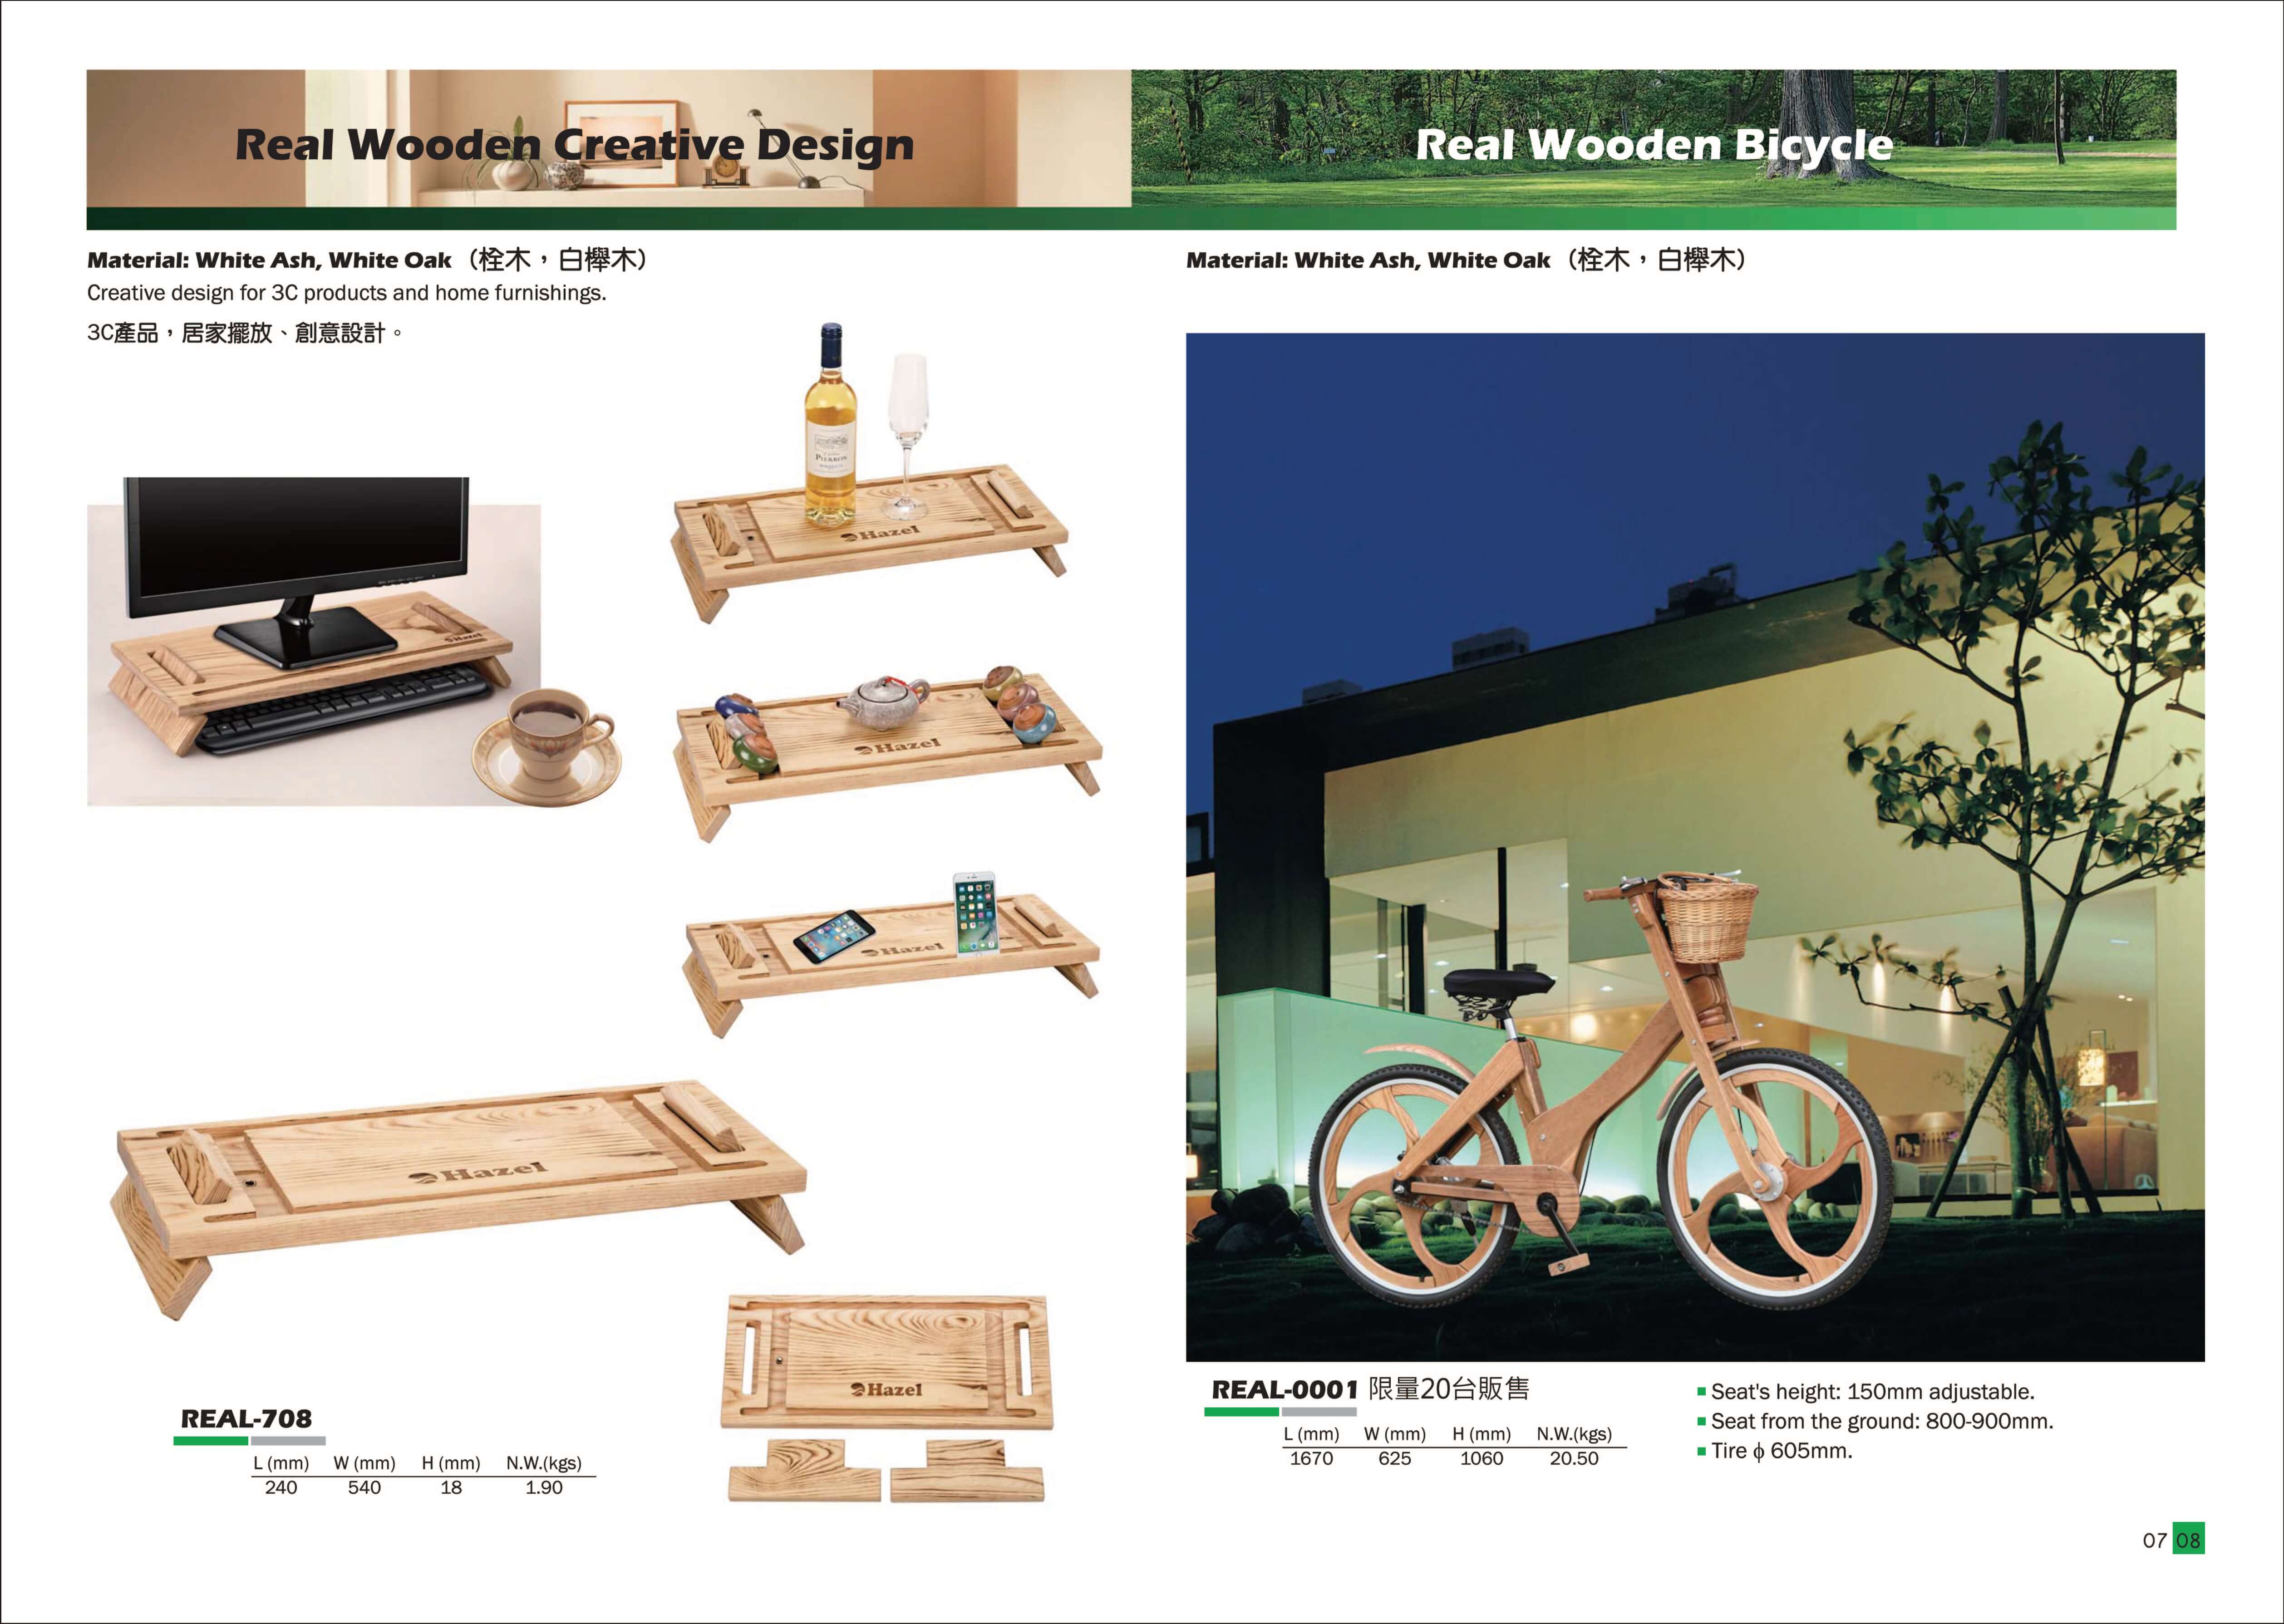 Real Wooden Creative Design
Material: White Ash, White Oak（栓木，白櫸木）
Creative design for 3C products and home furnishings.
3C產品，居家擺放、創意設計。
PIERRON
Hazel
Hazel
Hazel
Hazel
Hazel
Hazel
REAL-708
L (mm) W (mm) H (mm) N.W.(kgs)
240 540 18 1.90
Real Wooden Bicycle
Material: White Ash, White Oak（栓木，白櫸木）
REAL-0001 限量20台販售
L (mm) W (mm) H (mm) N.W.(kgs)
1670 625 1060 20.50
Seat's height: 150mm adjustable.
Seat from the ground: 800-900mm.
Tire ϕ 605mm.
07 08